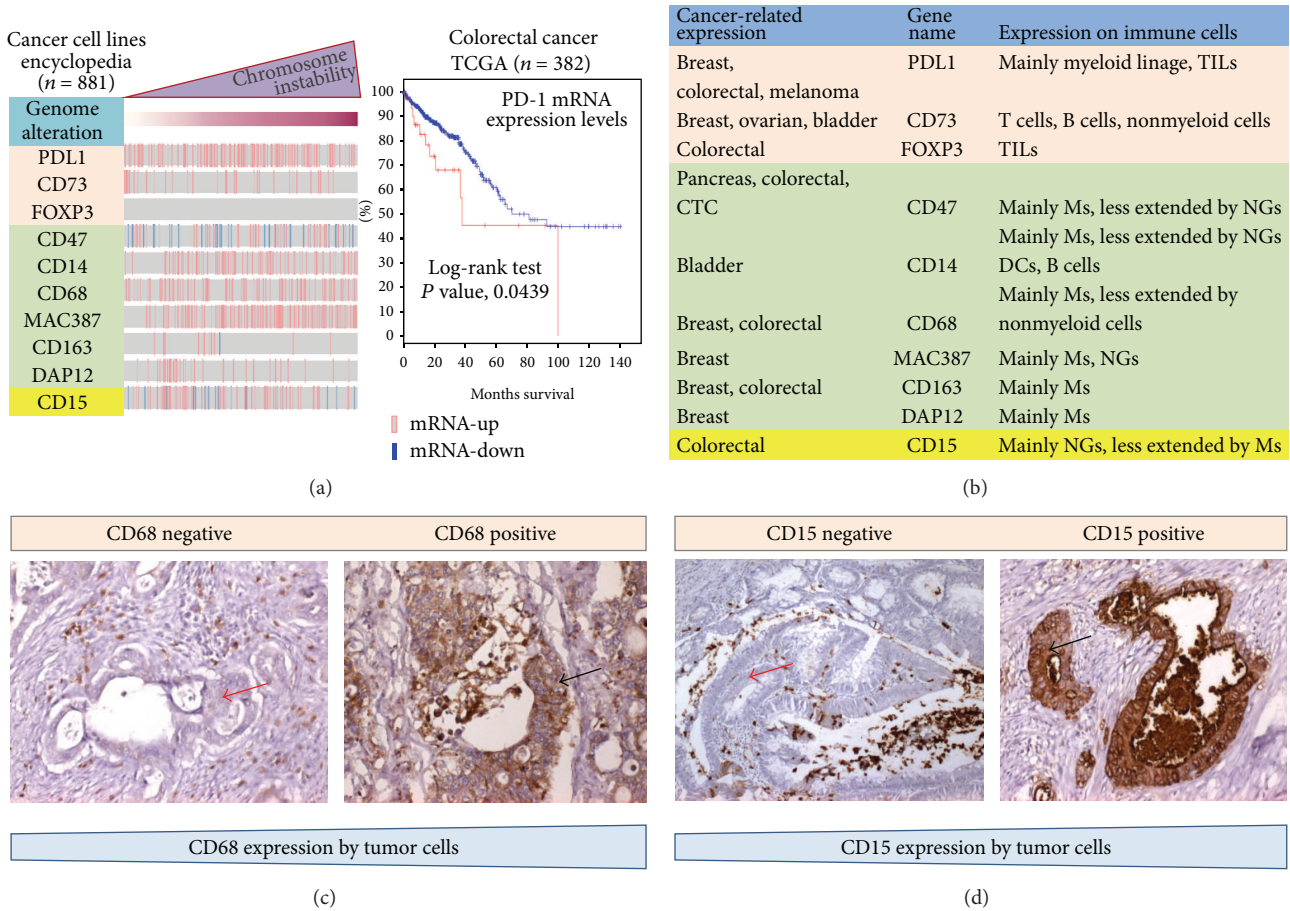 (a)
Cancer cell lines
encyclopedia
(n = 881)
Chromosome
instability
Genome
alteration
PDL1
CD73
FOXP3
CD47
CD14
CD68
MAC387
CD163
DAP12
CD15
Colorectal cancer
TCGA (n = 382)
PD-1 mRNA
expression levels
100
90
80
70
60
50
40
30
20
10
0
(%)
Log-rank test
P value, 0.0439
0 20 40 60 80 100 120 140
Months survival
mRNA-up
mRNA-down
Cancer-related
expression
Gene
name
Expression on immune cells
Breast, PDL1 Mainly myeloid linage, TILs
colorectal, melanoma
Breast, ovarian, bladder CD73 T cells, B cells, nonmyeloid cells
Colorectal FOXP3 TILs
Pancreas, colorectal,
CTC CD47 Mainly Ms, less extended by NGs
Mainly Ms, less extended by NGs
Bladder CD14 DCs, B cells
Mainly Ms, less extended by
Breast, colorectal CD68 nonmyeloid cells
Breast MAC387 Mainly Ms, NGs
Breast, colorectal CD163 Mainly Ms
Breast DAP12 Mainly Ms
Colorectal CD15 Mainly NGs, less extended by Ms
(b)
CD68 negative
CD68 positive
CD68 expression by tumor cells
(c)
CD15 negative
CD15 positive
CD15 expression by tumor cells
(d)